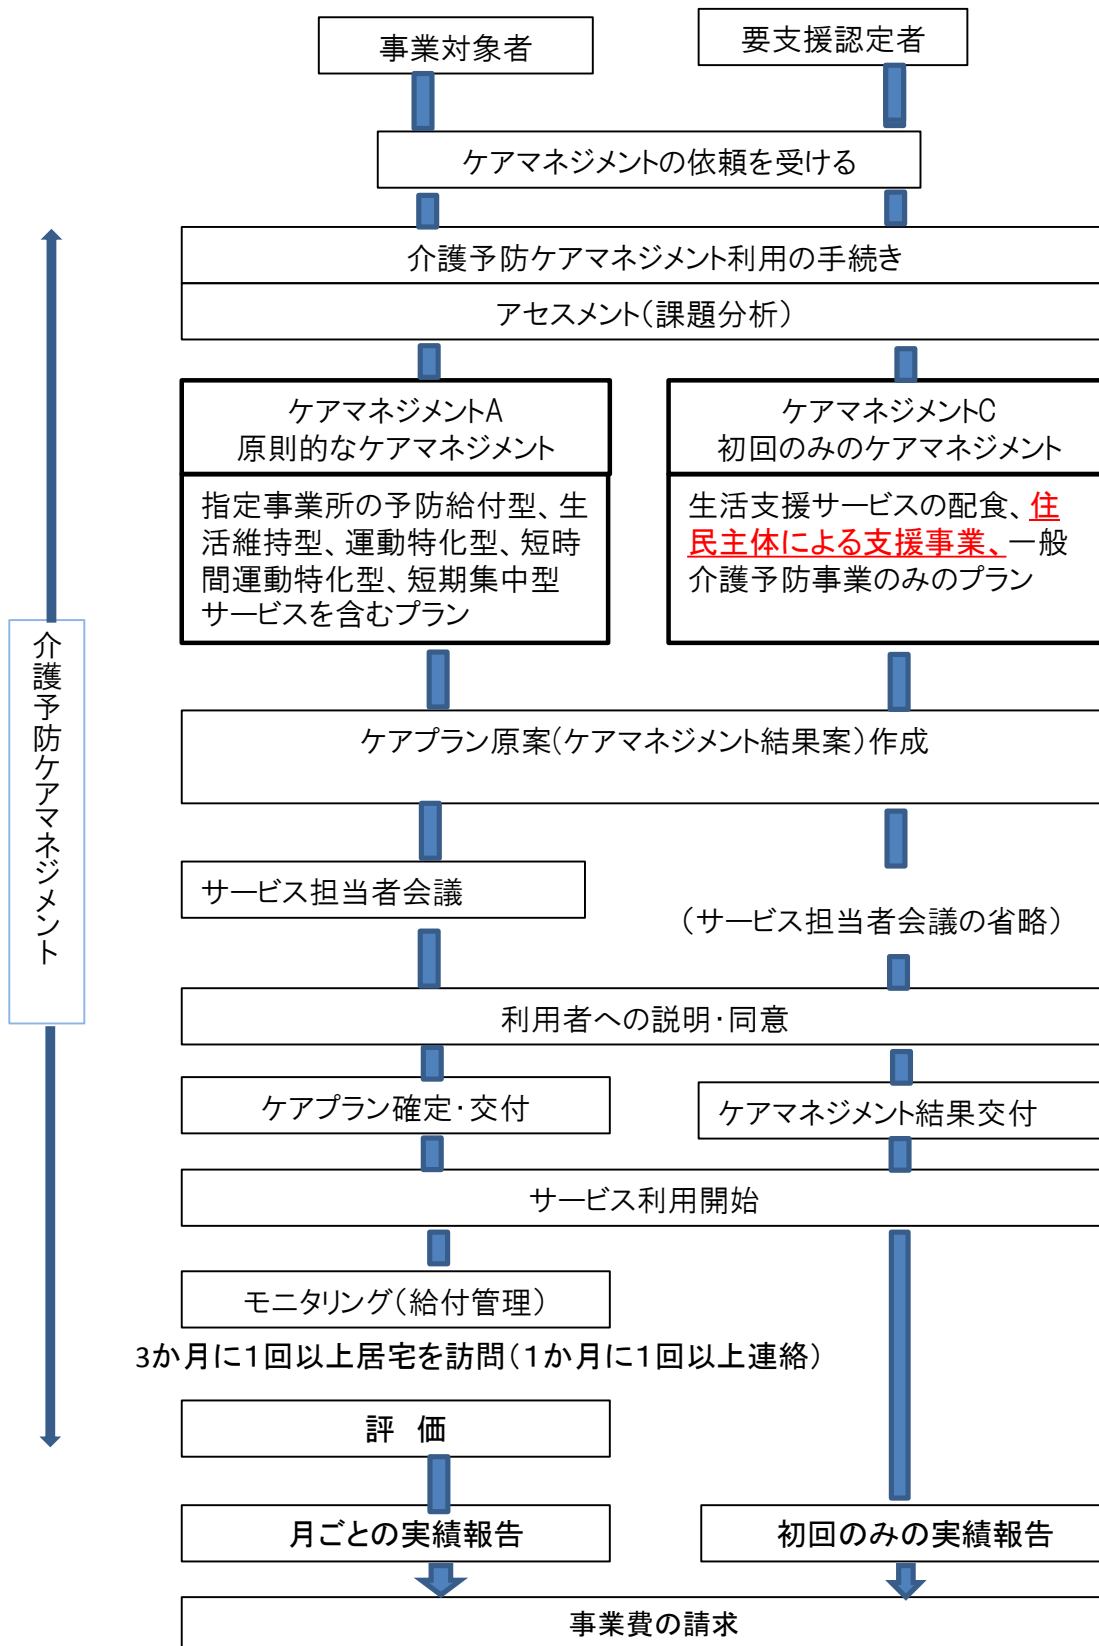 事業対象者
要支援認定者
ケアマネジメントの依頼を受ける
介護予防ケアマネジメント利用の手続き
アセスメント(課題分析)
ケアマネジメントA
原則的なケアマネジメント
ケアマネジメントC
初回のみのケアマネジメント
指定事業所の予防給付型、生
活維持型、運動特化型、短時
間運動特化型、短期集中型
サービスを含むプラン
生活支援サービスの配食、住
民主体による支援事業、一般
介護予防事業のみのプラン
介護予防ケアマネジメント
ケアプラン原案(ケアマネジメント結果案)作成
サービス担当者会議
(サービス担当者会議の省略)
利用者への説明・同意
ケアプラン確定・交付
ケアマネジメント結果交付
サービス利用開始
モニタリング(給付管理)
3か月に1回以上居宅を訪問(1か月に1回以上連絡)
評 価
月ごとの実績報告
初回のみの実績報告
事業費の請求